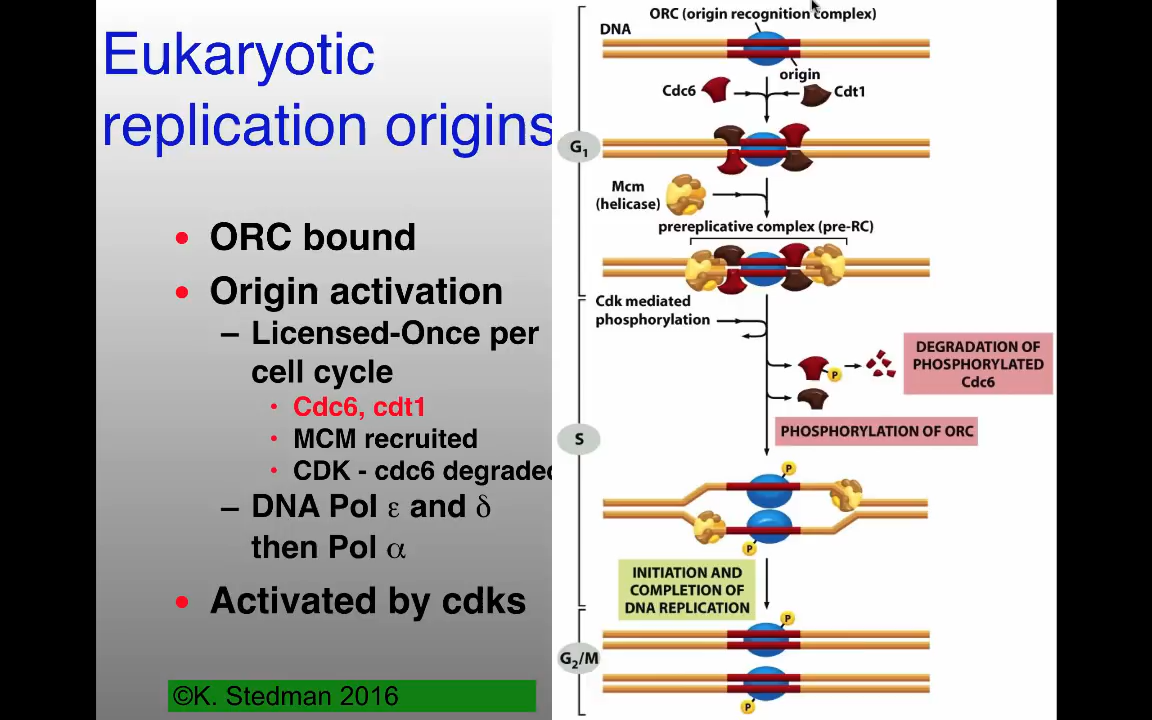 Eukaryotic
replication origins
• ORC bound
• Origin activation
– Licensed-Once per
cell cycle
• Cdc6, cdt1
• MCM recruited
• CDK - cdc6 degraded
– DNA Pol ε and δ
then Pol α
• Activated by cdks
©K. Stedman 2016
ORC (origin recognition complex)
DNA
origin
Cdc6
Cdt1
G1
Mcm
(helicase)
prereplicative complex (pre-RC)
Cdk mediated
phosphorylation
P
DEGRADATION OF
PHOSPHORYLATED
Cdc6
PHOSPHORYLATION OF ORC
S
P
P
INITIATION AND
COMPLETION OF
DNA REPLICATION
P
G2/M
P